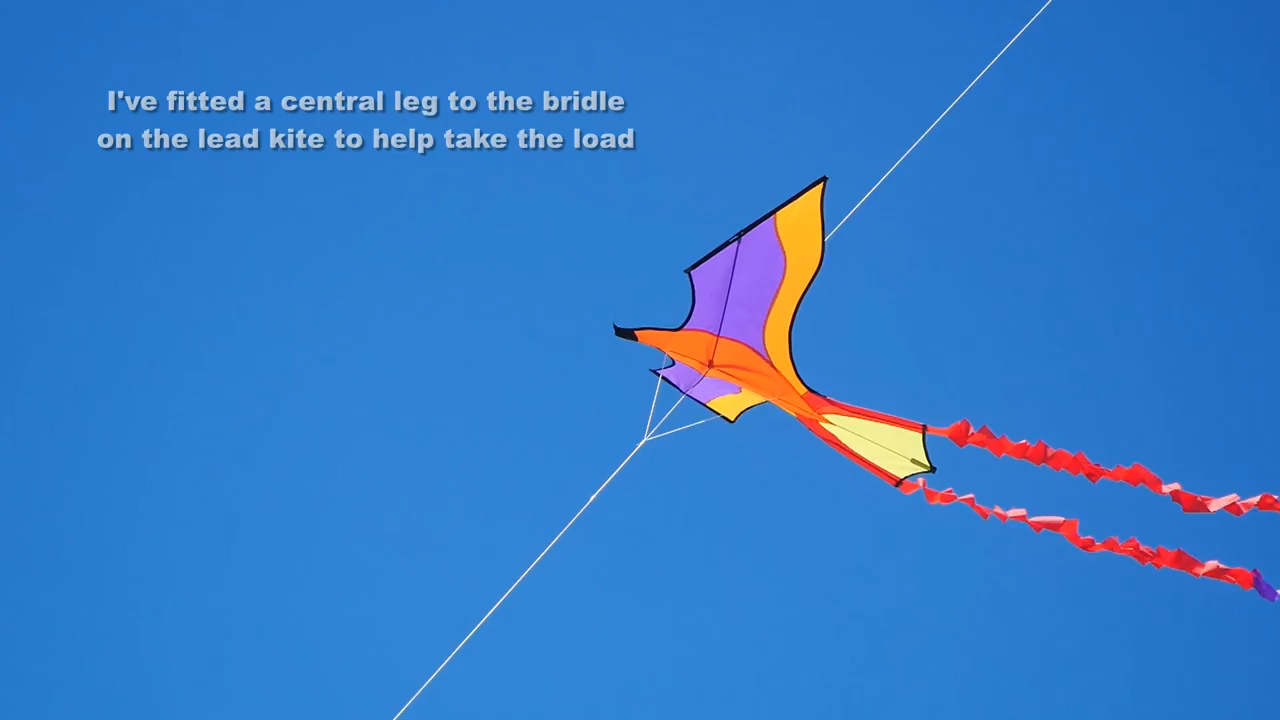 I've fitted a central leg to the bridle
on the lead kite to help take the load